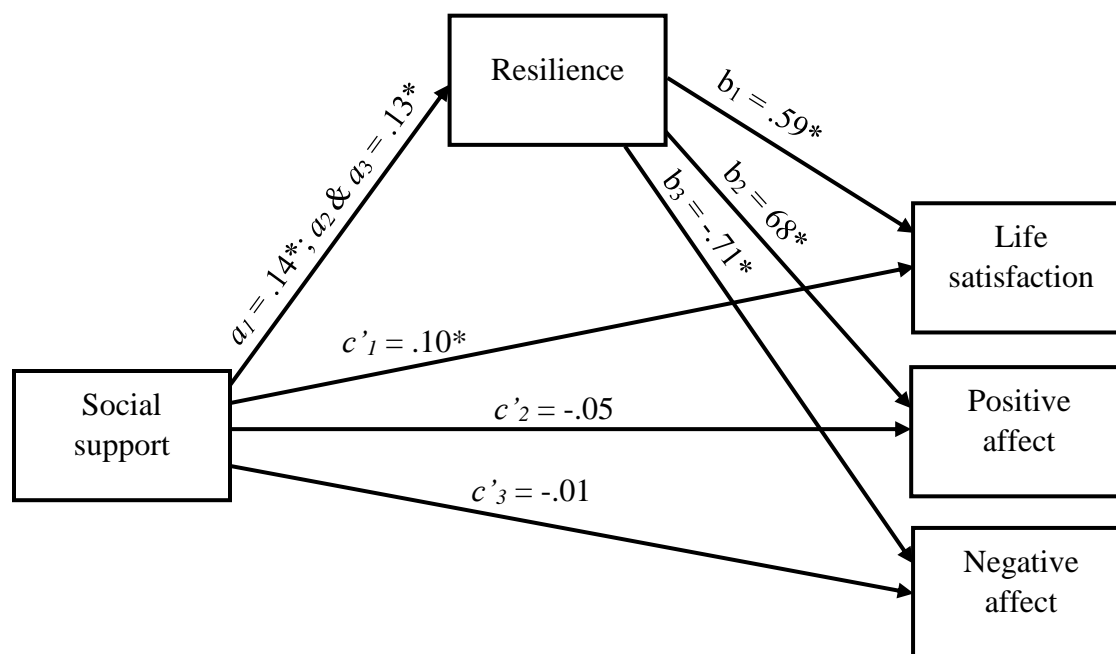 Resilience
a1 = .14*; a2 & a3 = .13*
b1 = .59*
b2 = 68*
b3 = -.71*
Life
satisfaction
c’1 = .10*
Social
support
c’2 = -.05
Positive
affect
c’3 = -.01
Negative
affect